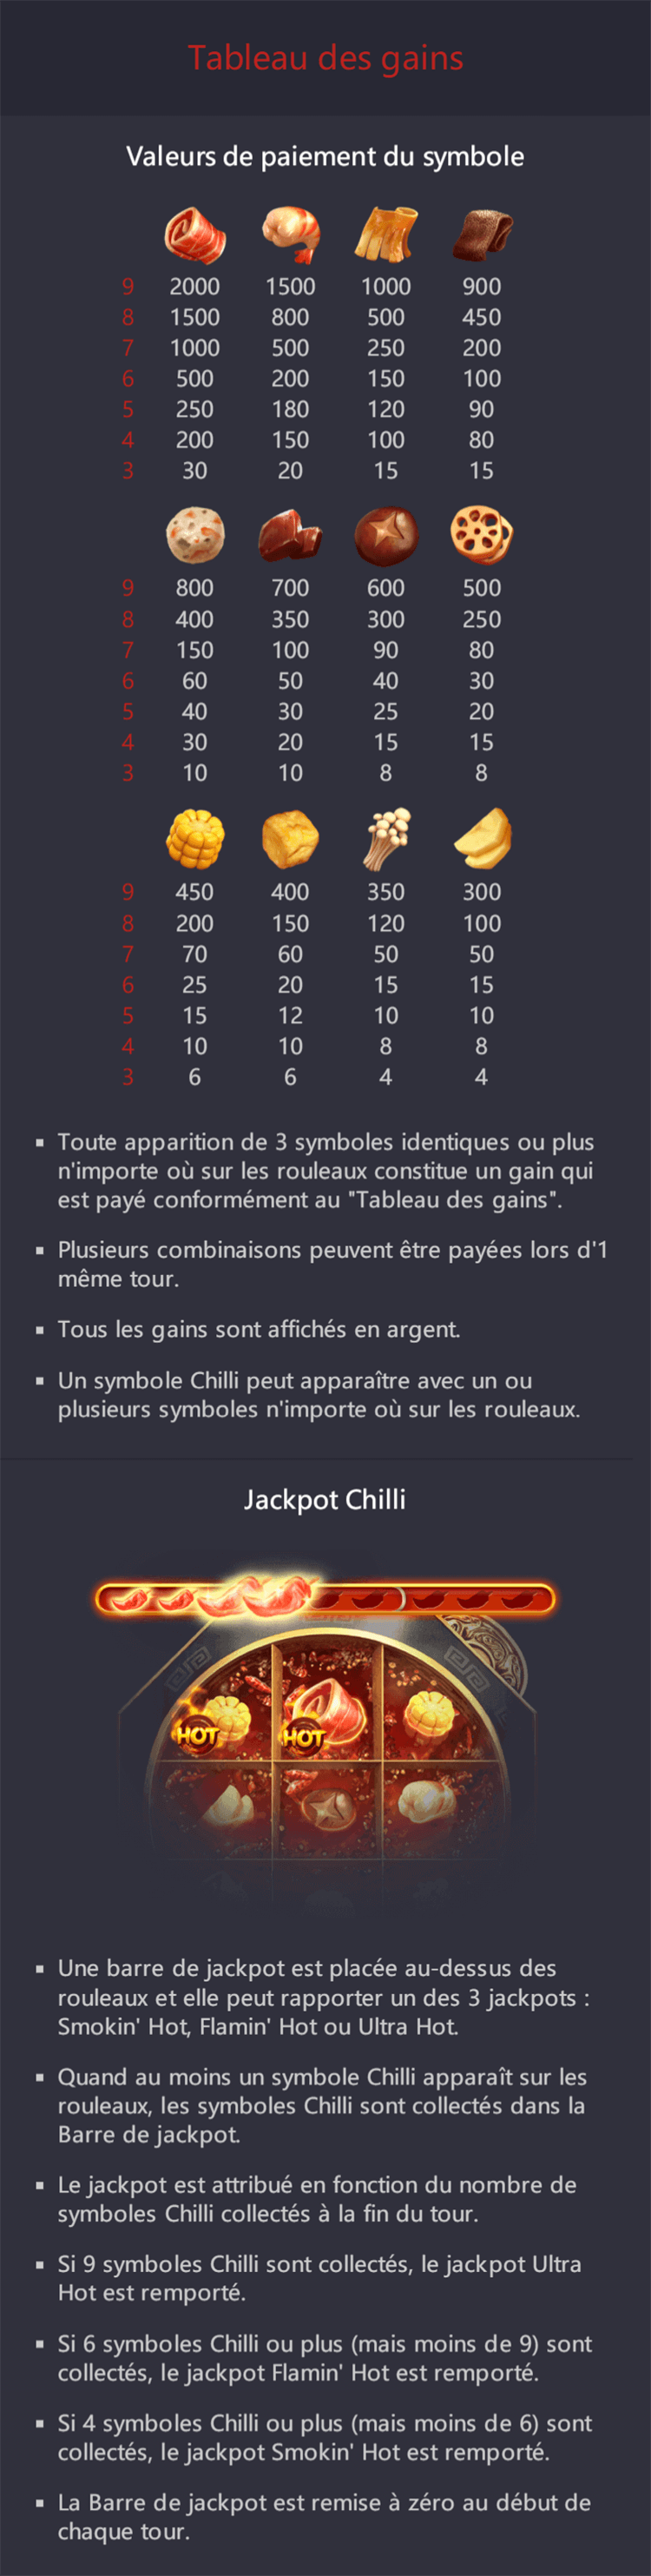 Tableau des gains
Valeurs de paiement du symbole
9 2000 1500 1000 900
8 1500 800 500 450
7 1000 500 250 200
6 500 200 150 100
5 250 180 120 90
4 200 150 100 80
3 30 20 15 15
9 800 700 600 500
8 400 350 300 250
7 150 100 90 80
6 60 50 40 30
5 40 30 25 20
4 30 20 15 15
3 10 10 8 8
9 450 400 350 300
8 200 150 120 100
7 70 60 50 50
6 25 20 15 15
5 15 12 10 10
4 10 10 8 8
3 6 6 4 4
▪ Toute apparition de 3 symboles identiques ou plus
n'importe où sur les rouleaux constitue un gain qui
est payé conformément au "Tableau des gains".
▪ Plusieurs combinaisons peuvent être payées lors d'1
même tour.
▪ Tous les gains sont affichés en argent.
▪ Un symbole Chilli peut apparaître avec un ou
plusieurs symboles n'importe où sur les rouleaux.
Jackpot Chilli
HOT HOT
▪ Une barre de jackpot est placée au-dessus des
rouleaux et elle peut rapporter un des 3 jackpots :
Smokin' Hot, Flamin' Hot ou Ultra Hot.
▪ Quand au moins un symbole Chilli apparaît sur les
rouleaux, les symboles Chilli sont collectés dans la
Barre de jackpot.
▪ Le jackpot est attribué en fonction du nombre de
symboles Chilli collectés à la fin du tour.
▪ Si 9 symboles Chilli sont collectés, le jackpot Ultra
Hot est remporté.
▪ Si 6 symboles Chilli ou plus (mais moins de 9) sont
collectés, le jackpot Flamin' Hot est remporté.
▪ Si 4 symboles Chilli ou plus (mais moins de 6) sont
collectés, le jackpot Smokin' Hot est remporté.
▪ La Barre de jackpot est remise à zéro au début de
chaque tour.